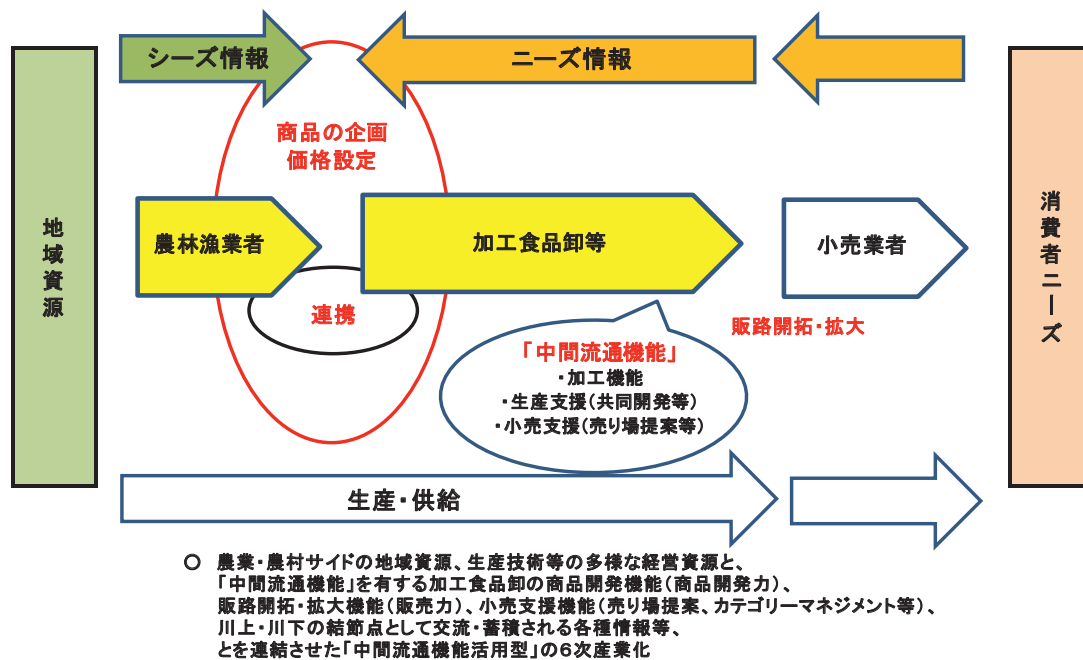 シーズ情報
ニーズ情報
商品の企画
価格設定
地域資源
農林漁業者
加工食品卸等
小売業者
消費者ニーズ
連携
販路開拓・拡大
「中間流通機能」
・加工機能
・生産支援(共同開発等)
・小売支援(売り場提案等)
生産・供給
○ 農業・農村サイドの地域資源、生産技術等の多様な経営資源と、
「中間流通機能」を有する加工食品卸の商品開発機能(商品開発力)、
販路開拓・拡大機能(販売力)、小売支援機能(売り場提案、カテゴリーマネジメント等)、
川上・川下の結節点として交流・蓄積される各種情報等、
とを連結させた「中間流通機能活用型」の6次産業化